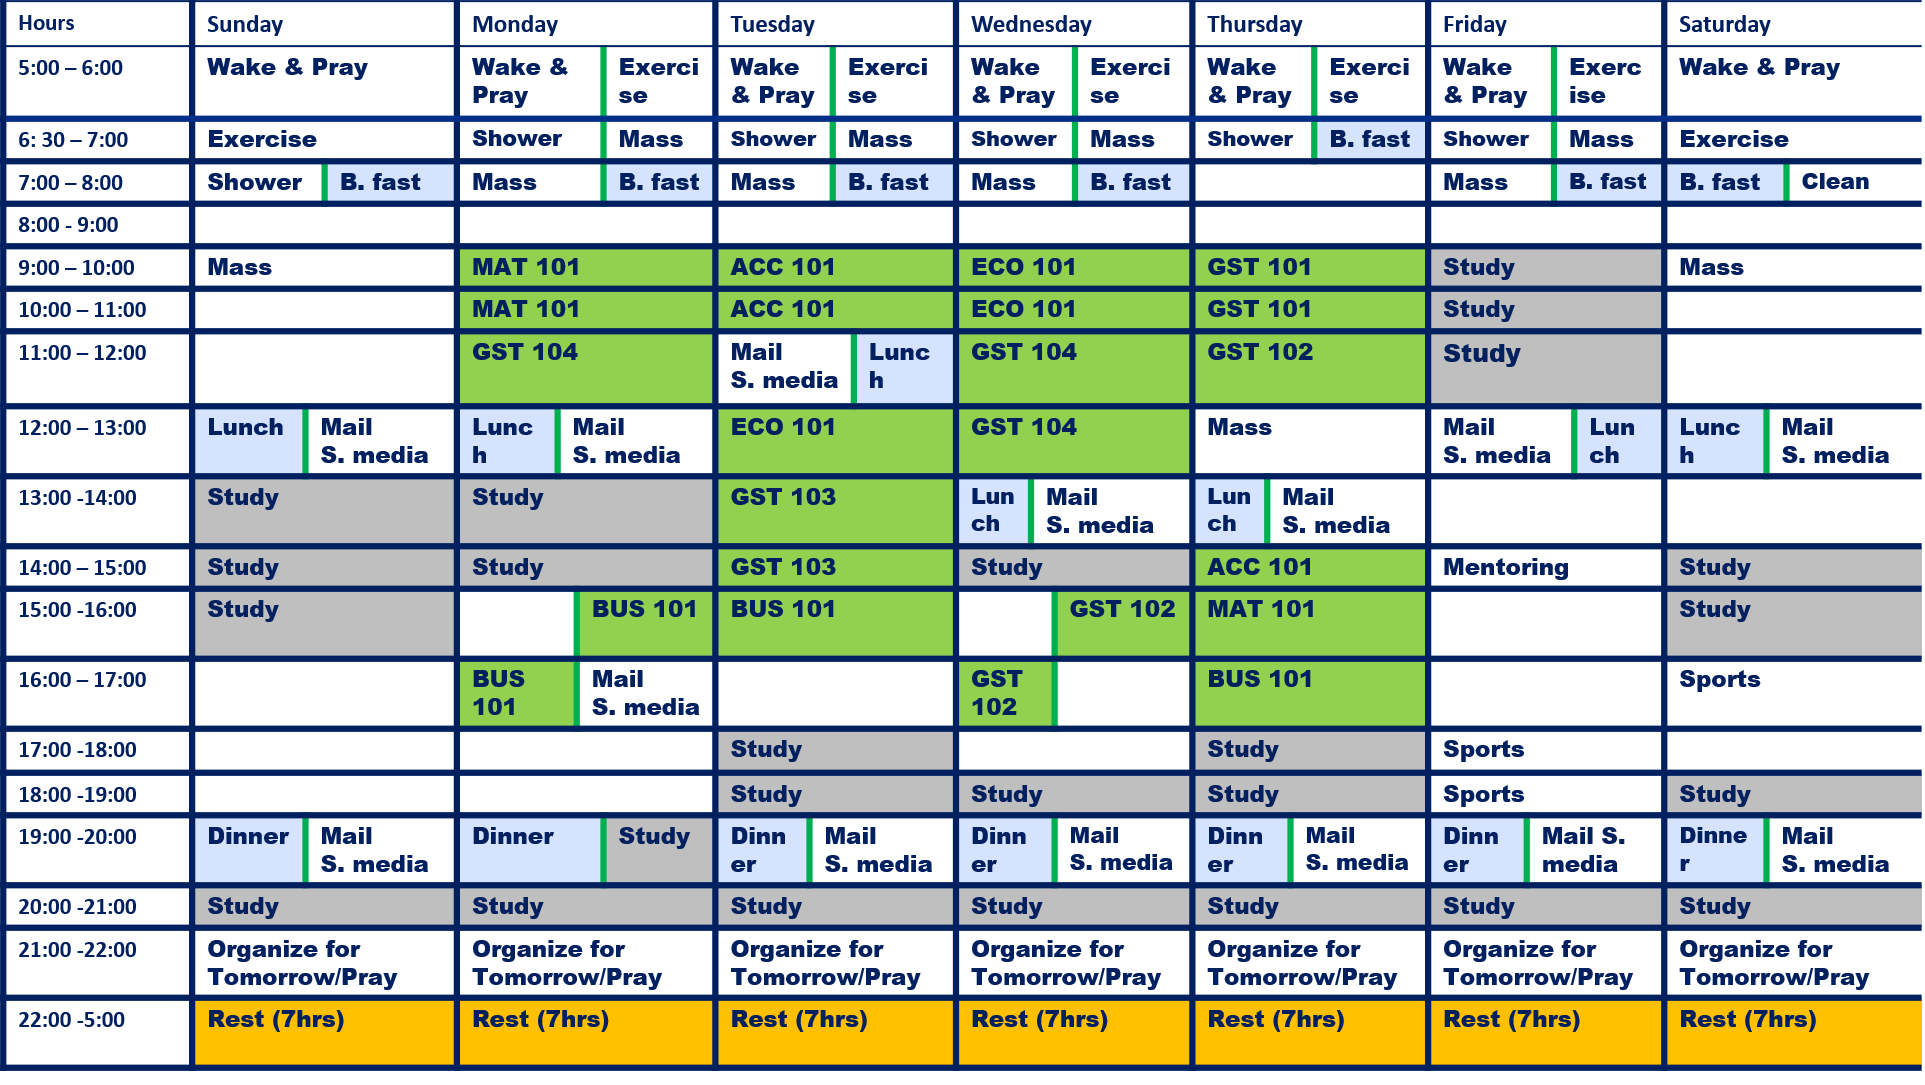 Hours Sunday Monday Tuesday Wednesday Thursday Friday Saturday
5:00 – 6:00 Wake & Pray Wake & Exerci Wake Exerci Wake Exerci Wake Exerci Wake Exerc Wake & Pray
Pray se & Pray se & Pray se & Pray se & Pray ise
6: 30 – 7:00 Exercise Shower Mass Shower Mass Shower Mass Shower B. fast Shower Mass Exercise
7:00 – 8:00 Shower B. fast Mass B. fast Mass B. fast Mass B. fast Mass B. fast B. fast Clean
8:00 - 9:00
9:00 – 10:00 Mass MAT 101 ACC 101 ECO 101 GST 101 Study Mass
10:00 – 11:00 MAT 101 ACC 101 ECO 101 GST 101 Study
11:00 – 12:00 GST 104 Mail Lunc GST 104 GST 102 Study
S. media h
12:00 – 13:00 Lunch Mail Lunc Mail ECO 101 GST 104 Mass Mail Lun Lunc Mail
S. media h S. media S. media ch h S. media
13:00 -14:00 Study Study GST 103 Lun Mail Lun Mail
ch S. media ch S. media
14:00 – 15:00 Study Study GST 103 Study ACC 101 Mentoring Study
15:00 -16:00 Study BUS 101 BUS 101 GST 102 MAT 101 Study
16:00 – 17:00 BUS Mail GST BUS 101 Sports
101 S. media 102
17:00 -18:00 Study Study Sports
18:00 -19:00 Study Study Study Sports Study
19:00 -20:00 Dinner Mail Dinner Study Dinn Mail Dinn Mail Dinn Mail Dinn Mail S. Dinne Mail
S. media er S. media er S. media er S. media er media r S. media
20:00 -21:00 Study Study Study Study Study Study Study
21:00 -22:00 Organize for Organize for Organize for Organize for Organize for Organize for Organize for
Tomorrow/Pray Tomorrow/Pray Tomorrow/Pray Tomorrow/Pray Tomorrow/Pray Tomorrow/Pray Tomorrow/Pray
22:00 -5:00 Rest (7hrs) Rest (7hrs) Rest (7hrs) Rest (7hrs) Rest (7hrs) Rest (7hrs) Rest (7hrs)